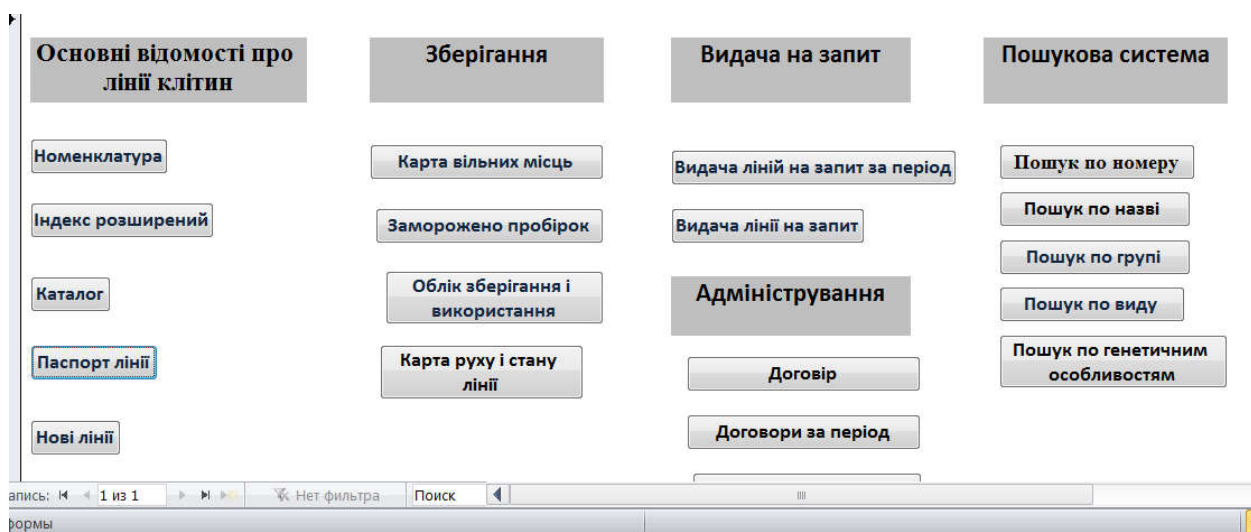 Основні відомості про
лінії клітин
Номенклатура
Індекс розширений
Каталог
Паспорт лінії
Нові лінії
Зберігання
Карта вільних місць
Заморожено пробірок
Облік зберігання і
використання
Карта руху і стану
лінії
Видача на запит
Видача ліній на запит за період
Видача лінії на запит
Адміністрування
Договір
Договори за період
Пошукова система
Пошук по номеру
Пошук по назві
Пошук по групі
Пошук по виду
Пошук по генетичним
особливостям
апись: 1 из 1 Нет фильтра Поиск
формы